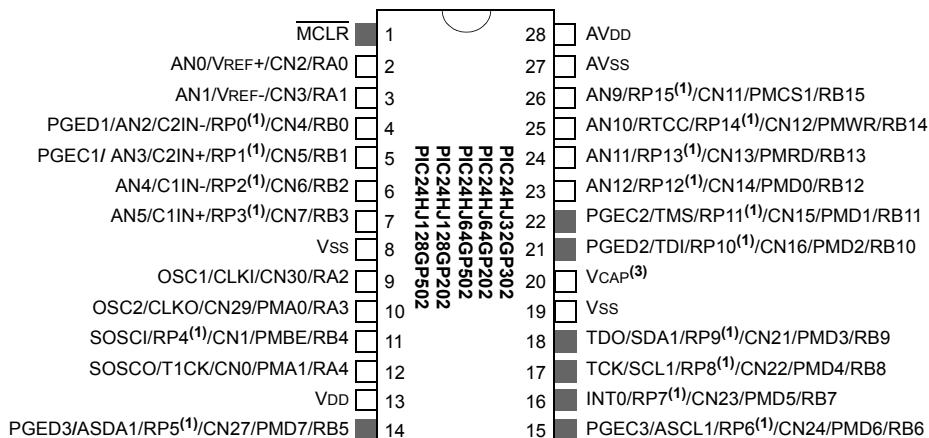 MCLR 1 28 AVDD
AN0/VREF+/CN2/RA0 2 27 AVSS
AN1/VREF-/CN3/RA1 3 26 AN9/RP15(1)/CN11/PMCS1/RB15
PGED1/AN2/C2IN-/RP0(1)/CN4/RB0 4 25 AN10/RTCC/RP14(1)/CN12/PMWR/RB14
PGEC1/ AN3/C2IN+/RP1(1)/CN5/RB1 5 24 AN11/RP13(1)/CN13/PMRD/RB13
AN4/C1IN-/RP2(1)/CN6/RB2 6 23 AN12/RP12(1)/CN14/PMD0/RB12
AN5/C1IN+/RP3(1)/CN7/RB3 7 22 PGEC2/TMS/RP11(1)/CN15/PMD1/RB11
VSS 8 21 PGED2/TDI/RP10(1)/CN16/PMD2/RB10
OSC1/CLKI/CN30/RA2 9 20 VCAP(3)
OSC2/CLKO/CN29/PMA0/RA3 10 19 VSS
SOSCI/RP4(1)/CN1/PMBE/RB4 11 18 TDO/SDA1/RP9(1)/CN21/PMD3/RB9
SOSCO/T1CK/CN0/PMA1/RA4 12 17 TCK/SCL1/RP8(1)/CN22/PMD4/RB8
VDD 13 16 INT0/RP7(1)/CN23/PMD5/RB7
PGED3/ASDA1/RP5(1)/CN27/PMD7/RB5 14 15 PGEC3/ASCL1/RP6(1)/CN24/PMD6/RB6
PIC24HJ32GP302
PIC24HJ64GP202
PIC24HJ64GP502
PIC24HJ128GP202
PIC24HJ128GP502